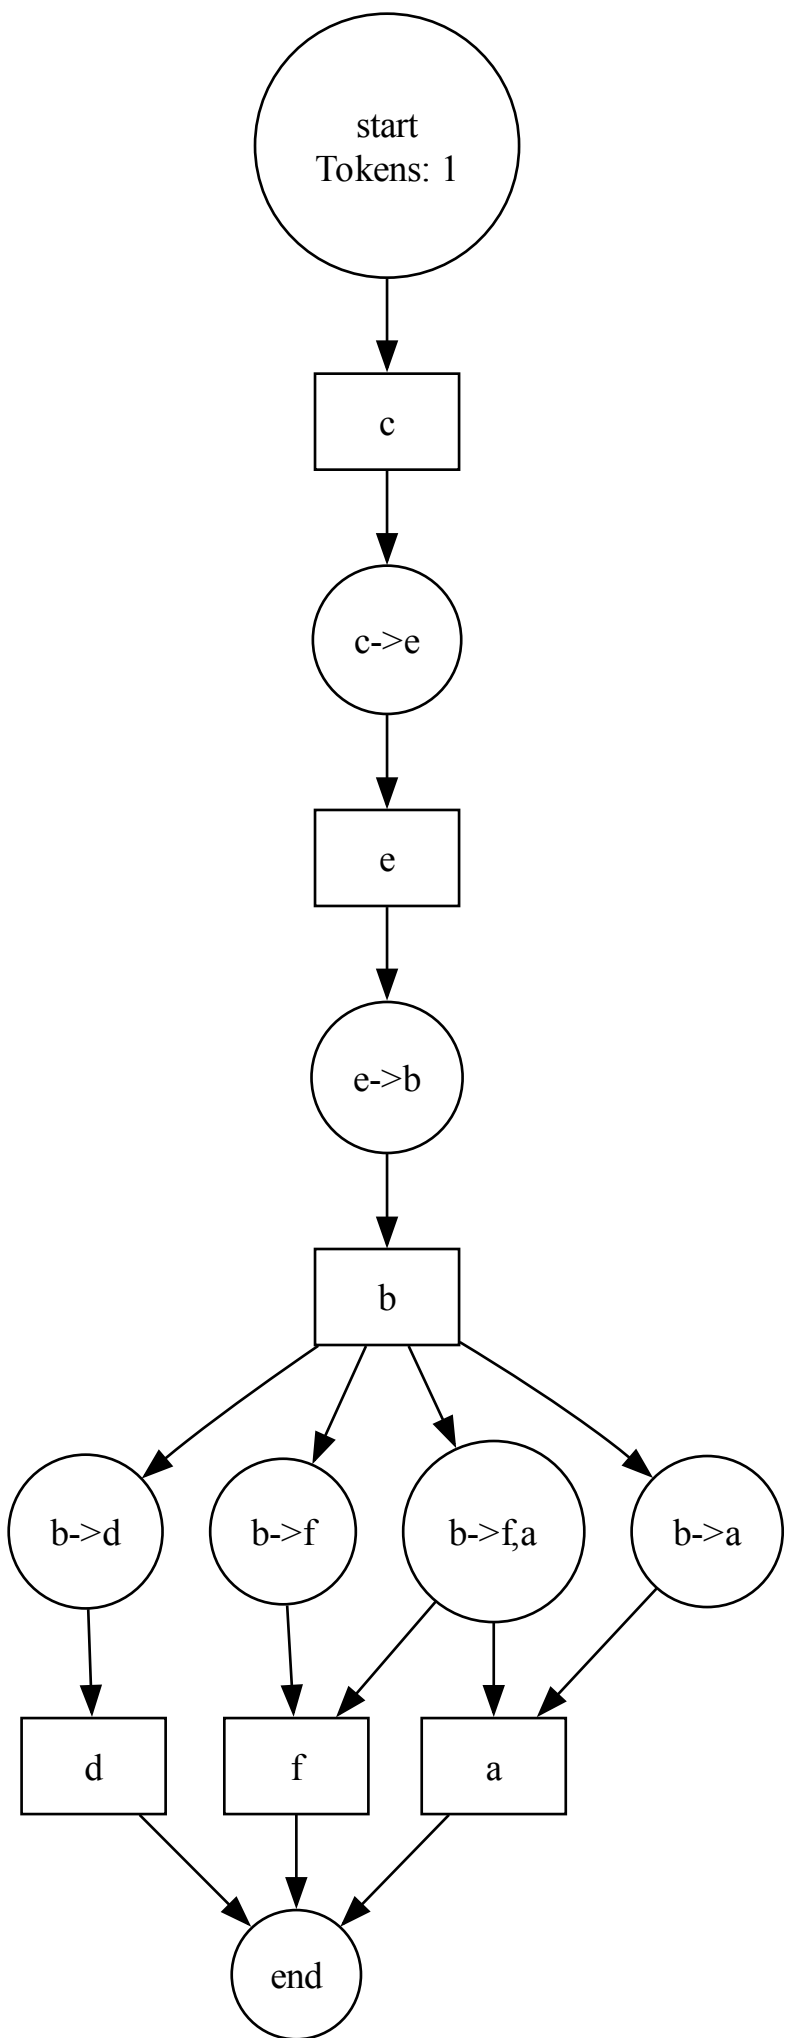 start
Tokens: 1
c
c->e
e
e->b
b
b->d
b->f
b->f,a
b->a
d
f
a
end